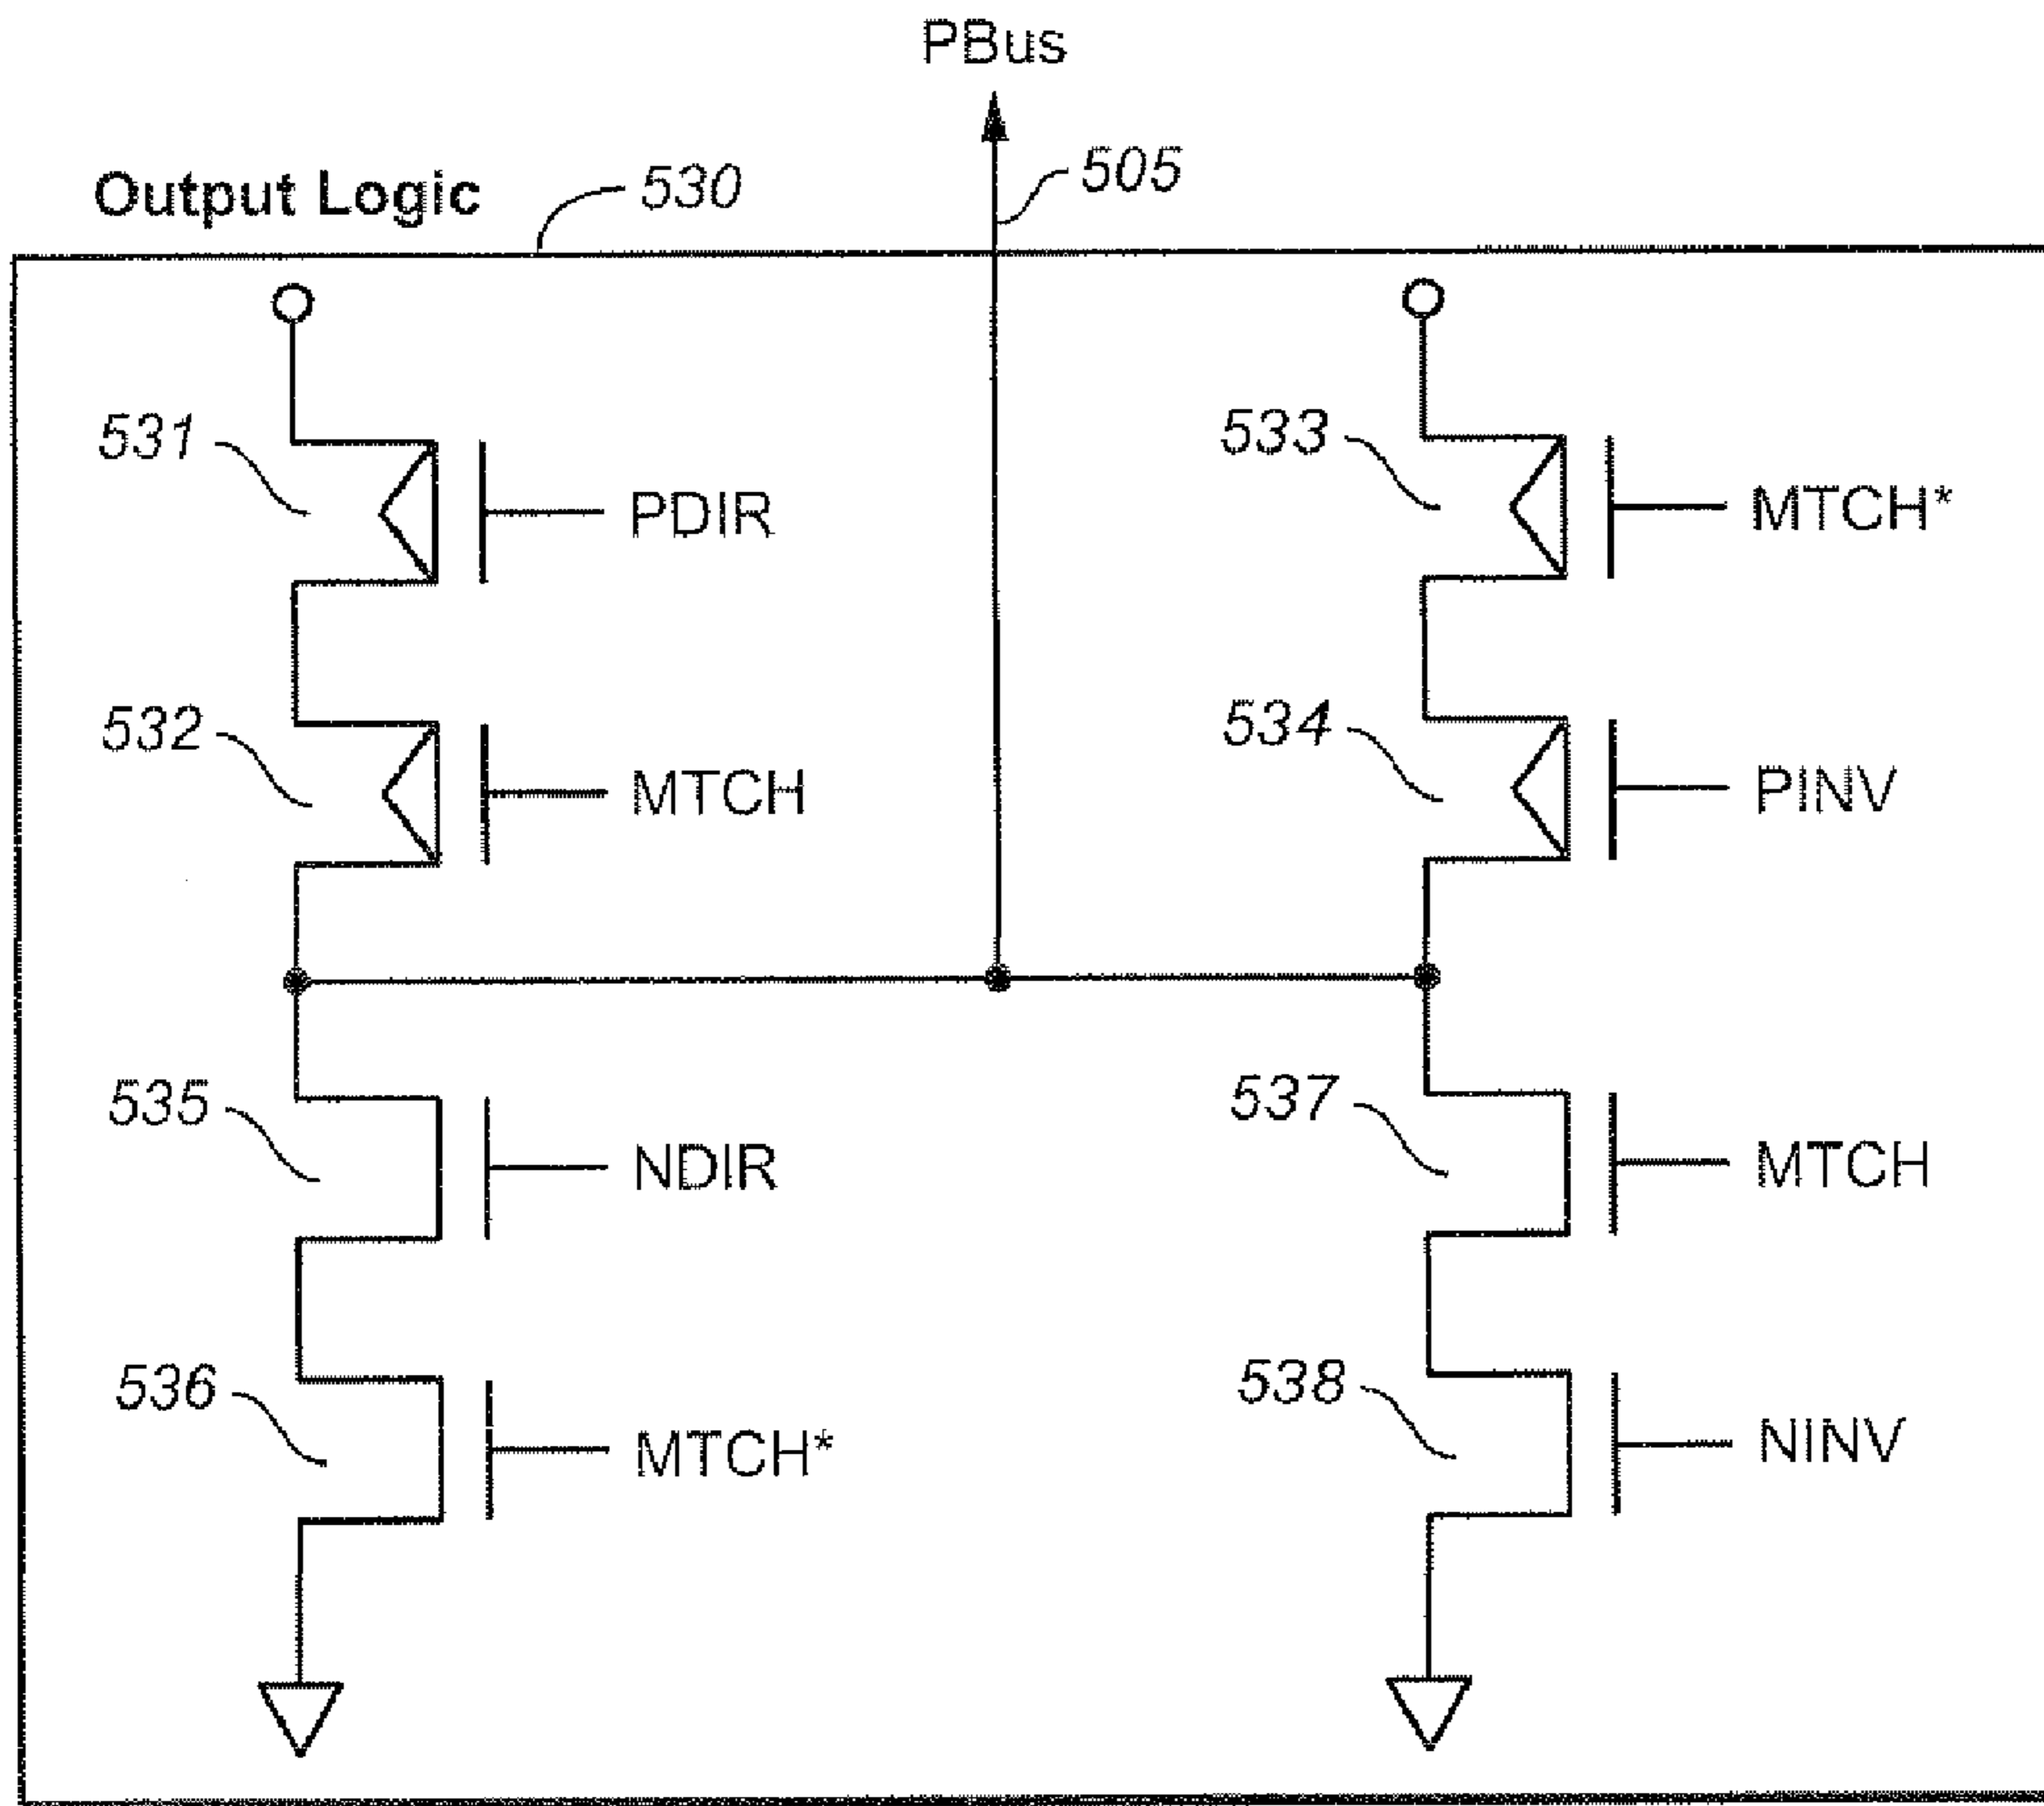 PBus
505
Output Logic
530
531
PDIR
533
MTCH*
532
MTCH
534
PINV
535
NDIR
537
MTCH
536
MTCH*
538
NINV